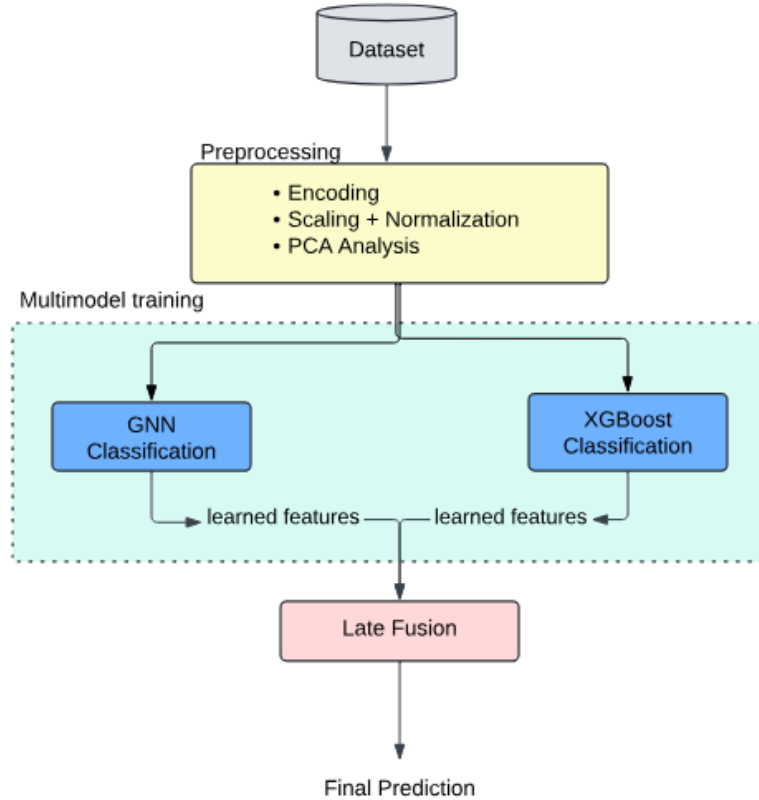 Dataset
Preprocessing
• Encoding
• Scaling + Normalization
• PCA Analysis
Multimodel training
GNN
Classification
XGBoost
Classification
learned features
learned features
Late Fusion
Final Prediction